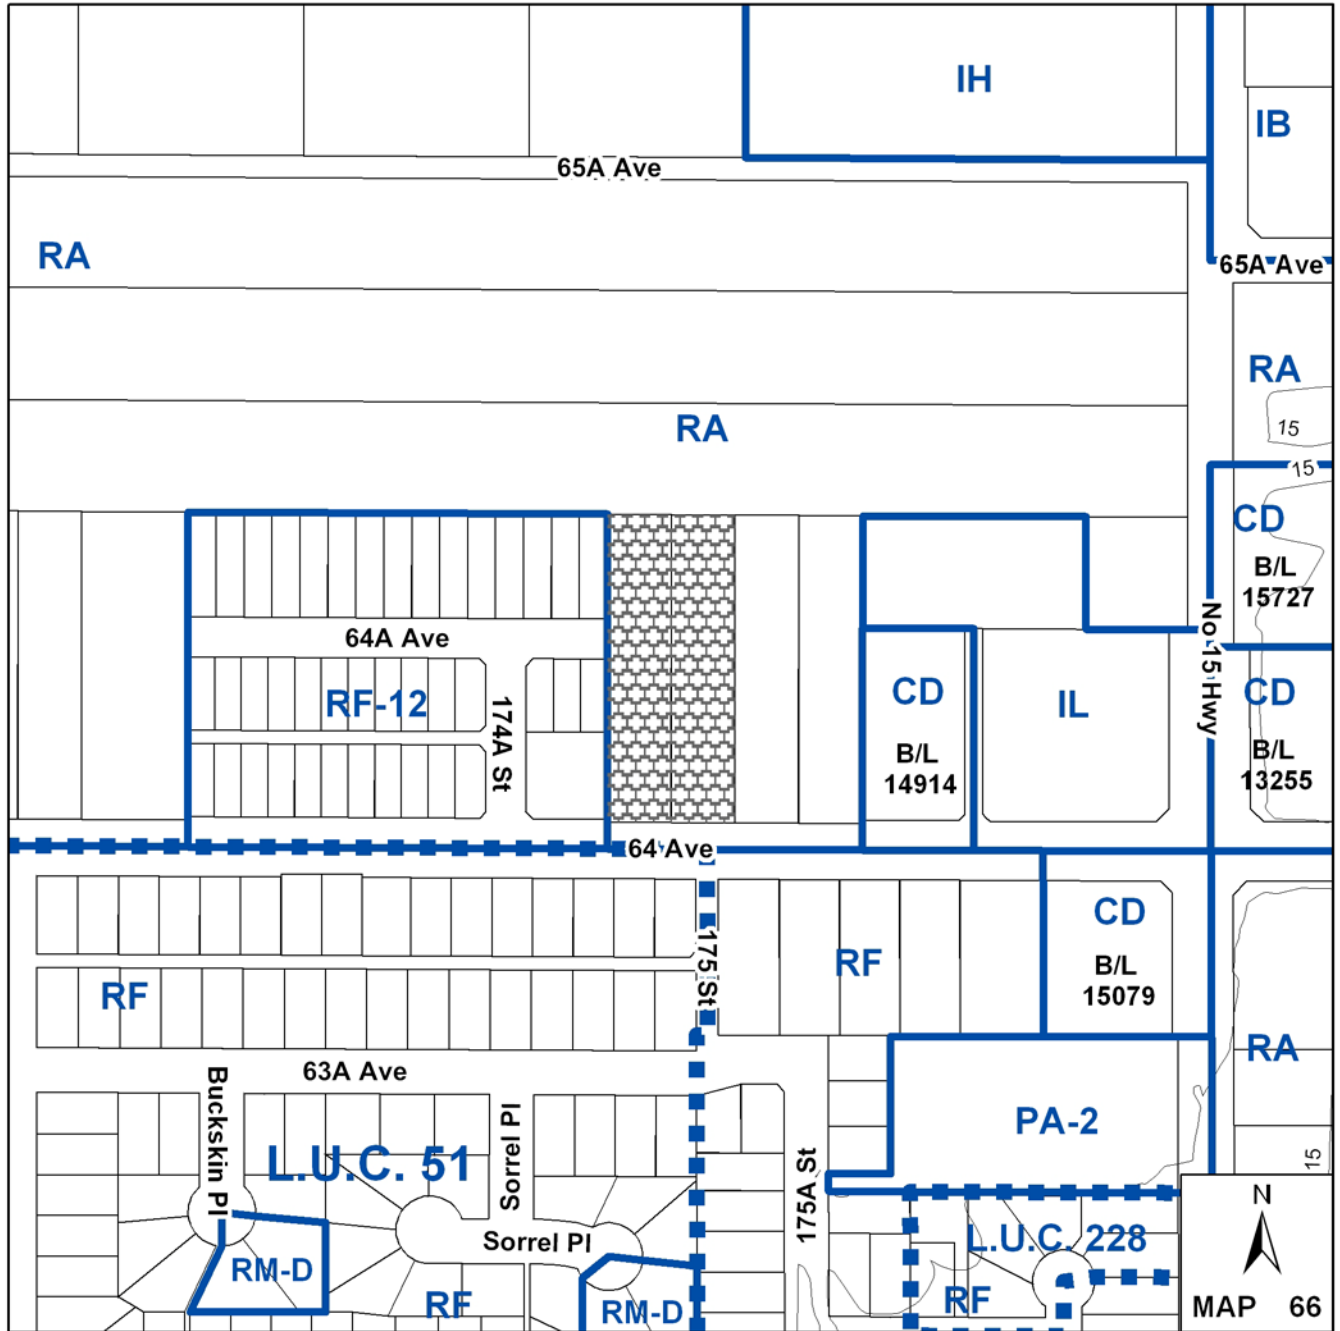 IH
IB
65A Ave
RA
65A Ave
RA
15
RA
15
CD
B/L
15727
64A Ave
No 15 Hwy
RF-12
174A St
CD
B/L
14914
IL
CD
B/L
13255
64 Ave
CD
B/L
15079
175 St
RF
RF
RA
63A Ave
Buckskin Pl
PA-2
L.U.C. 51
Sorrel Pl
175A St
15
N
Sorrel Pl
L.U.C. 228
RM-D
RF
RM-D
RF
MAP 66